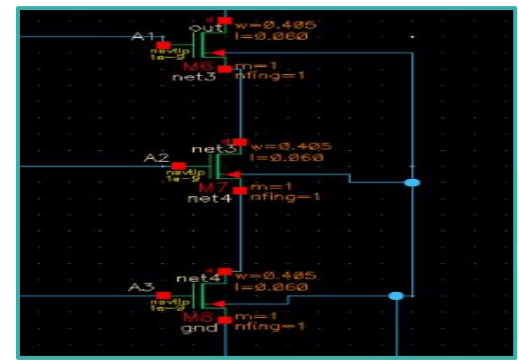 out
w=0.405
A1
l=0.060
M6
m=1
net3
nfing=1
net3
w=0.405
A2
l=0.060
M7
m=1
net4
nfing=1
net4
w=0.405
A3
l=0.060
M8
m=1
gnd
nfing=1